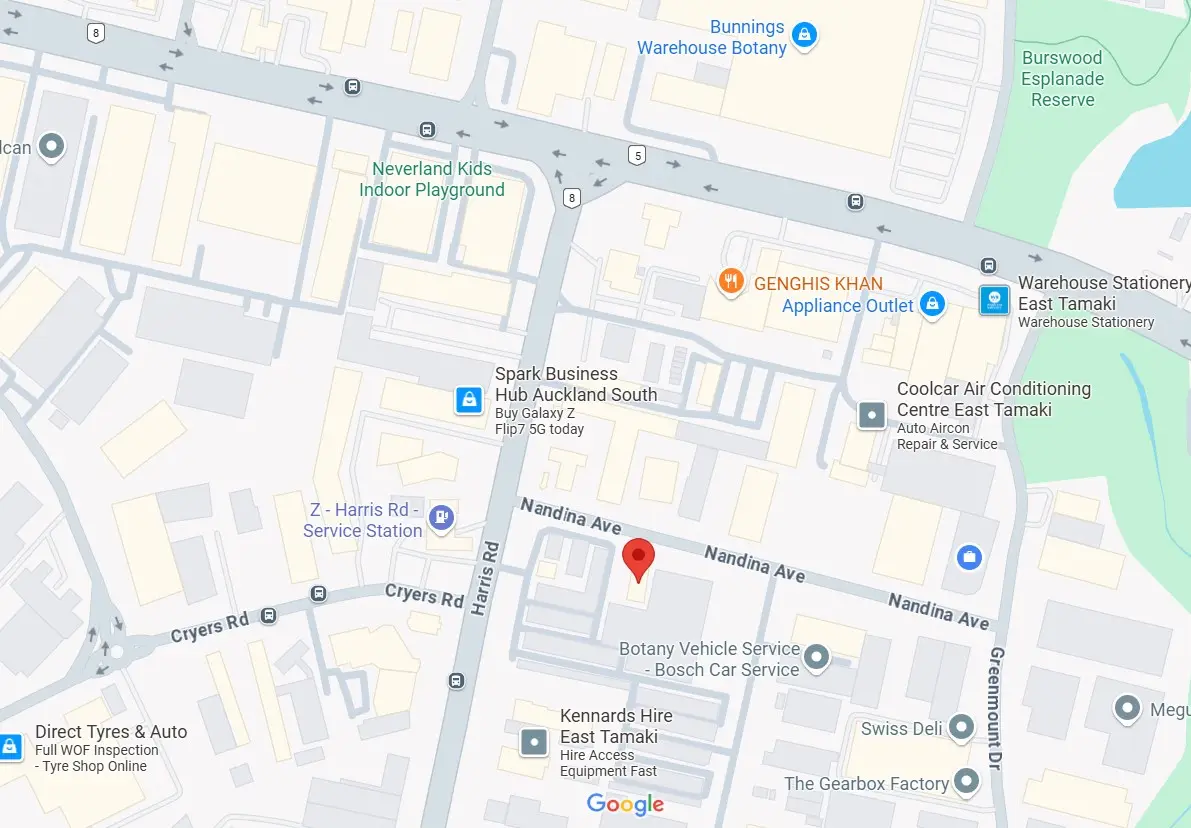 8
Bunnings
Warehouse Botany
Burswood
Esplanade
Reserve
lcan
5
Neverland Kids
Indoor Playground
8
GENGHIS KHAN
Appliance Outlet
Warehouse Stationery
East Tamaki
Warehouse Stationery
Spark Business
Hub Auckland South
Buy Galaxy Z
Flip7 5G today
Coolcar Air Conditioning
Centre East Tamaki
Auto Aircon
Repair & Service
Z - Harris Rd -
Service Station
Nandina Ave
Nandina Ave
Nandina Ave
Harris Rd
Cryers Rd
Cryers Rd
Botany Vehicle Service
- Bosch Car Service
Greenmount Dr
Kennards Hire
East Tamaki
Hire Access
Equipment Fast
Swiss Deli
Megu
Direct Tyres & Auto
Full WOF Inspection
- Tyre Shop Online
The Gearbox Factory
Google